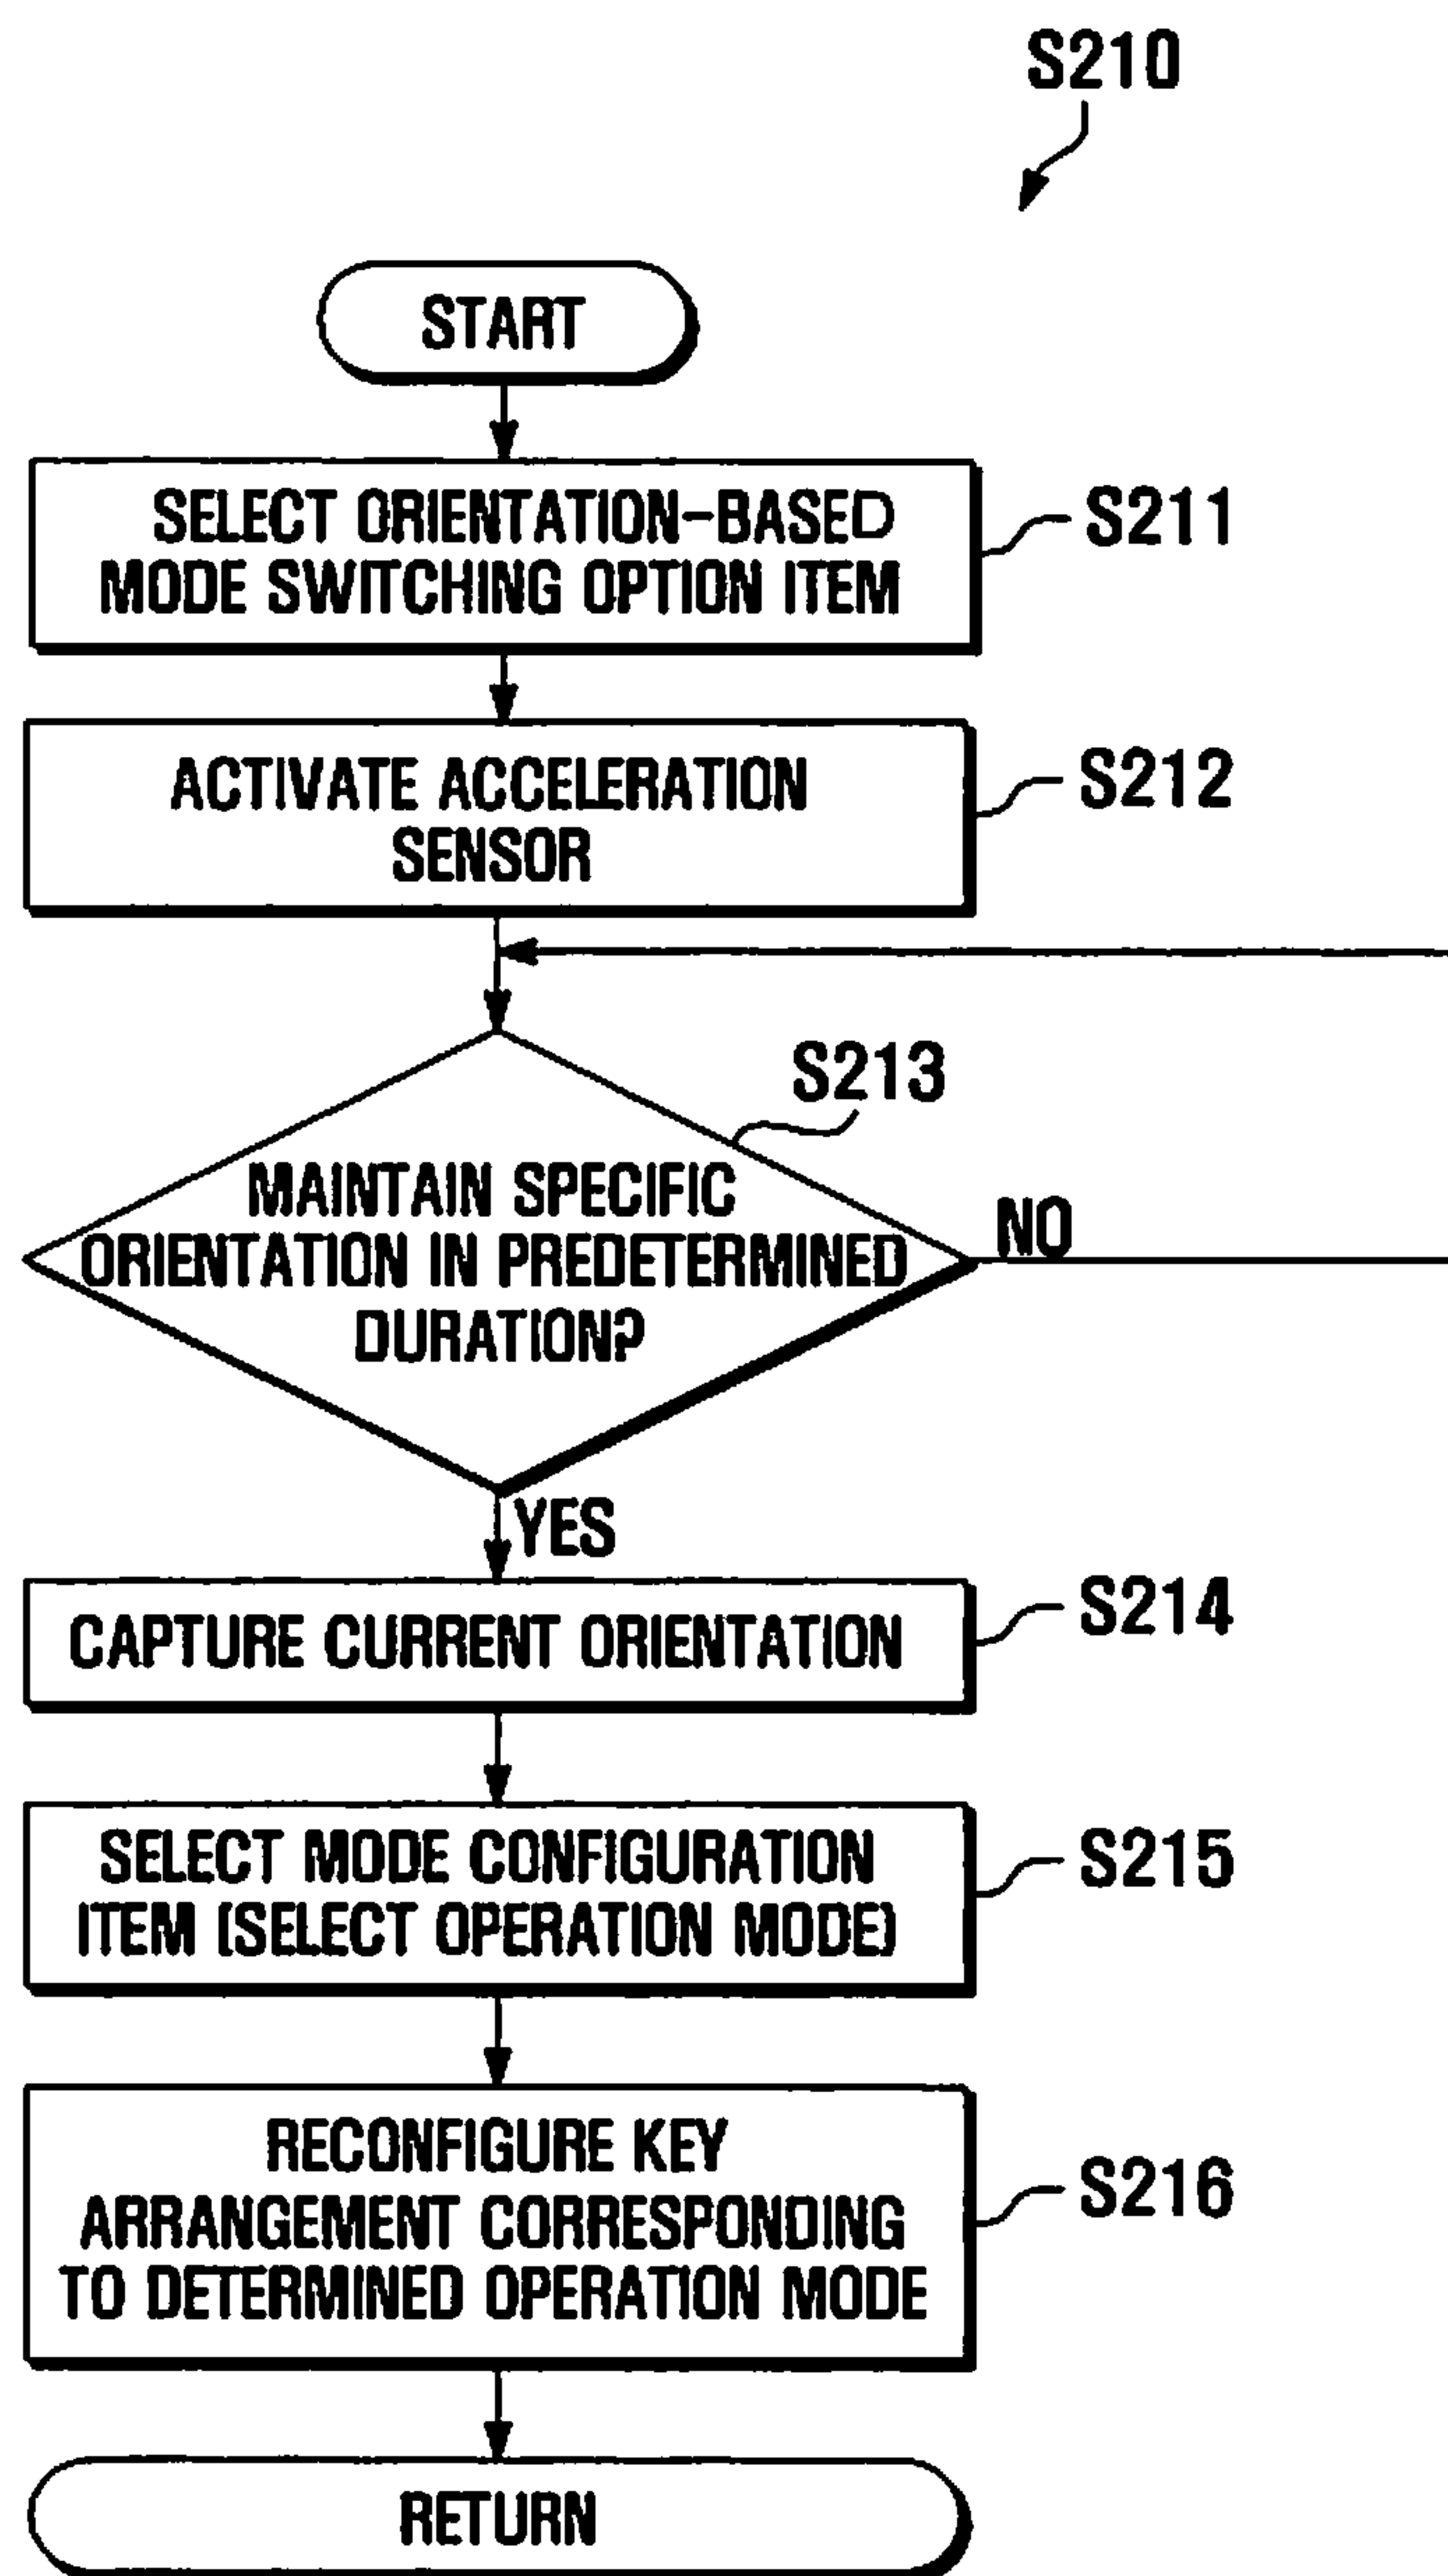 S210
START
SELECT ORIENTATION-BASED
MODE SWITCHING OPTION ITEM
S211
ACTIVATE ACCELERATION
SENSOR
S212
S213
MAINTAIN SPECIFIC
ORIENTATION IN PREDETERMINED
DURATION?
NO
YES
CAPTURE CURRENT ORIENTATION
S214
SELECT MODE CONFIGURATION
ITEM (SELECT OPERATION MODE)
S215
RECONFIGURE KEY
ARRANGEMENT CORRESPONDING
TO DETERMINED OPERATION MODE
S216
RETURN